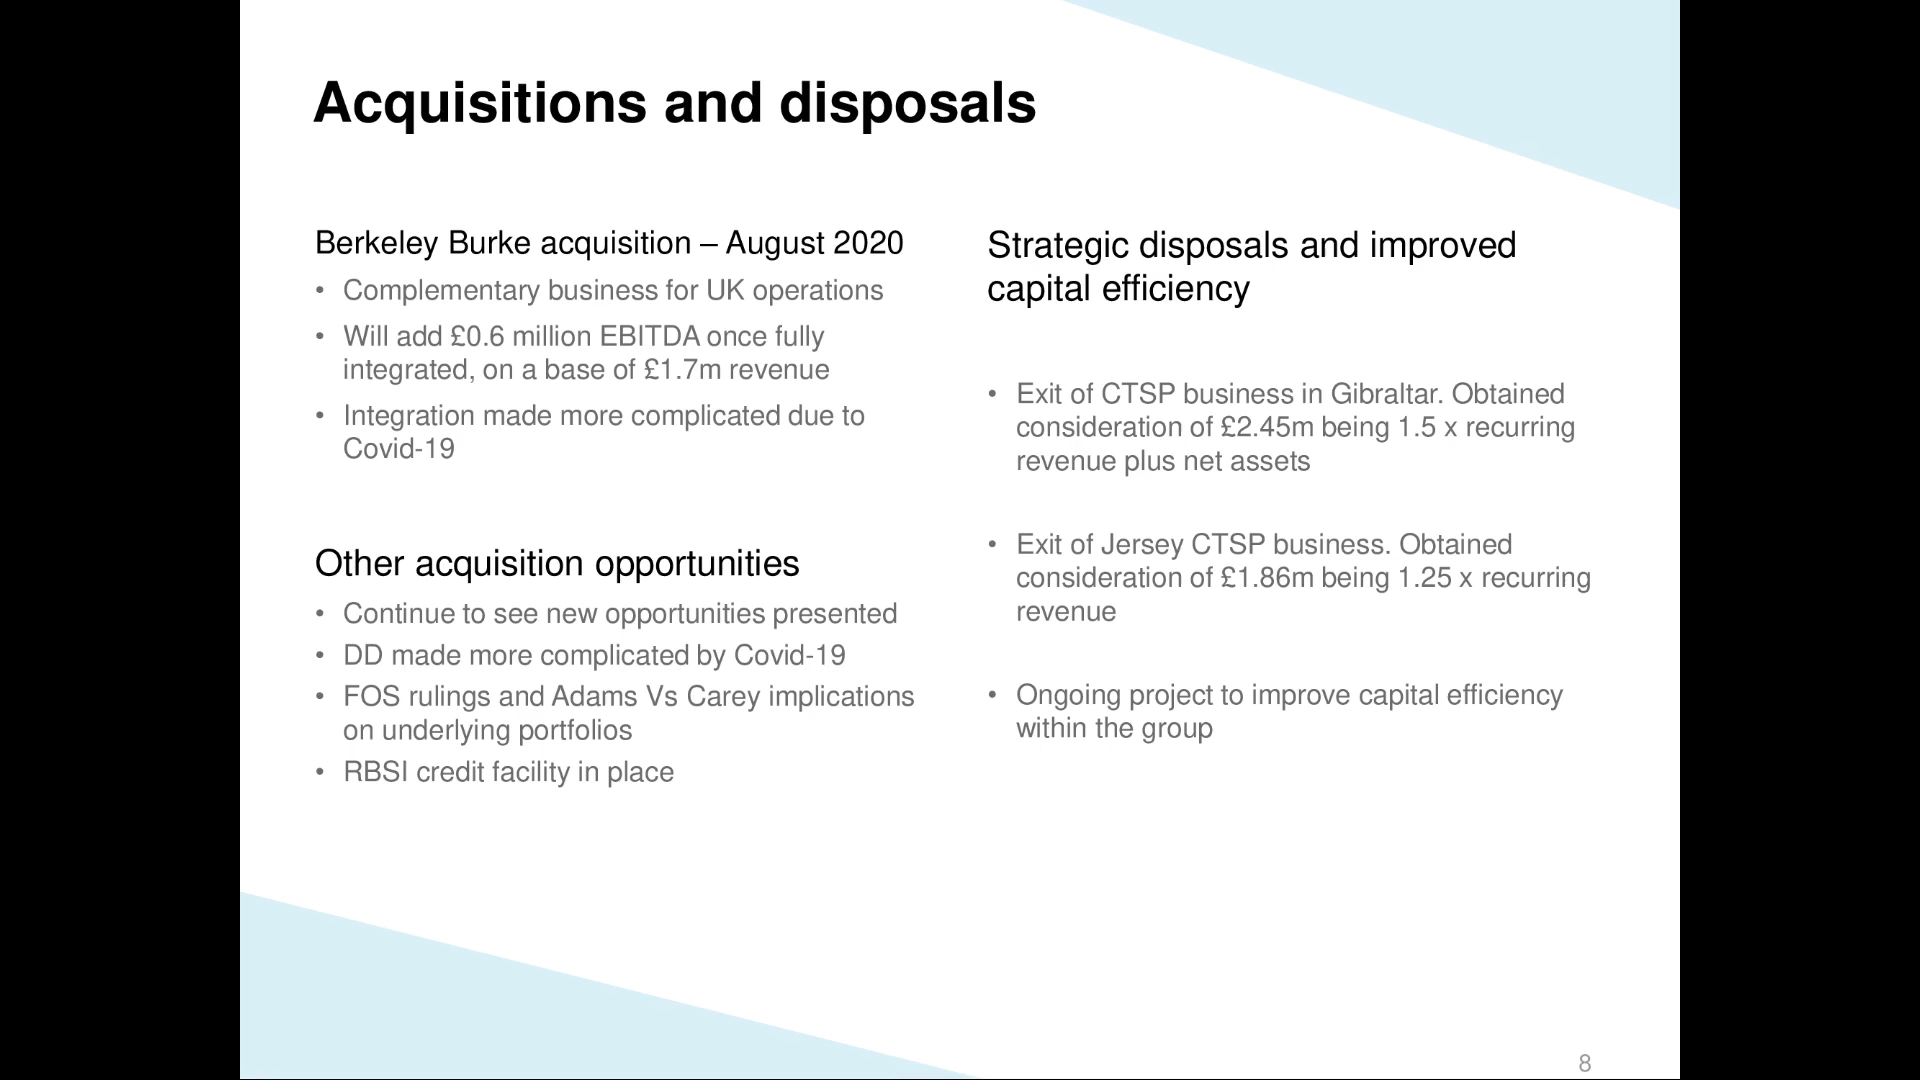 Acquisitions and disposals
Berkeley Burke acquisition – August 2020
• Complementary business for UK operations
• Will add £0.6 million EBITDA once fully
integrated, on a base of £1.7m revenue
• Integration made more complicated due to
Covid-19
Other acquisition opportunities
• Continue to see new opportunities presented
• DD made more complicated by Covid-19
• FOS rulings and Adams Vs Carey implications
on underlying portfolios
• RBSI credit facility in place
Strategic disposals and improved
capital efficiency
• Exit of CTSP business in Gibraltar. Obtained
consideration of £2.45m being 1.5 x recurring
revenue plus net assets
• Exit of Jersey CTSP business. Obtained
consideration of £1.86m being 1.25 x recurring
revenue
• Ongoing project to improve capital efficiency
within the group
8